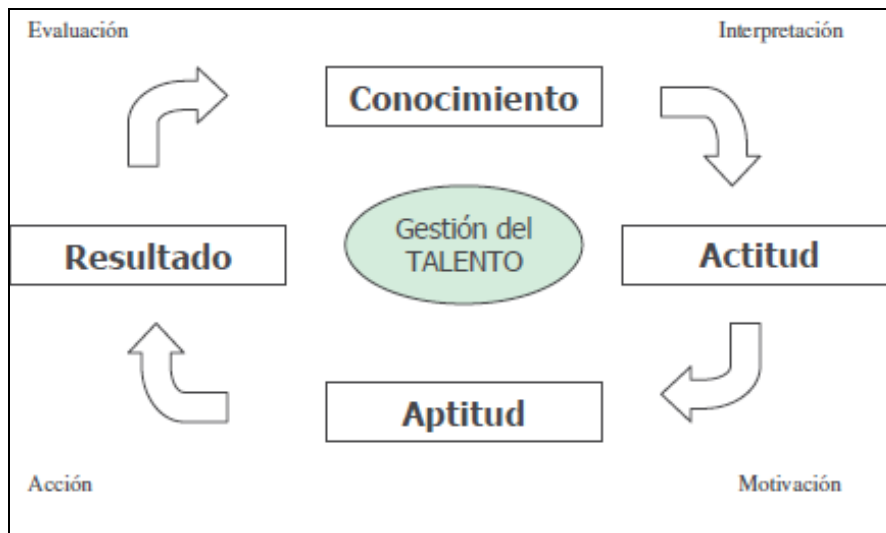 Evaluación
Interpretación
Conocimiento
Gestión del
TALENTO
Resultado
Actitud
Aptitud
Acción
Motivación